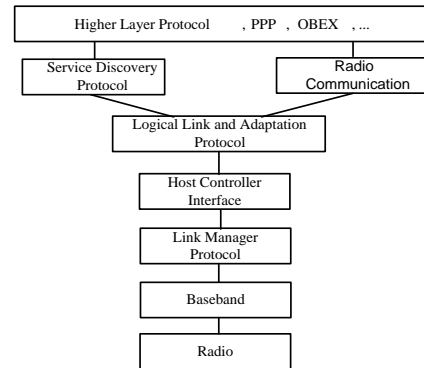 Higher Layer Protocol , PPP , OBEX , ...
Service Discovery
Protocol
Radio
Communication
Logical Link and Adaptation
Protocol
Host Controller
Interface
Link Manager
Protocol
Baseband
Radio